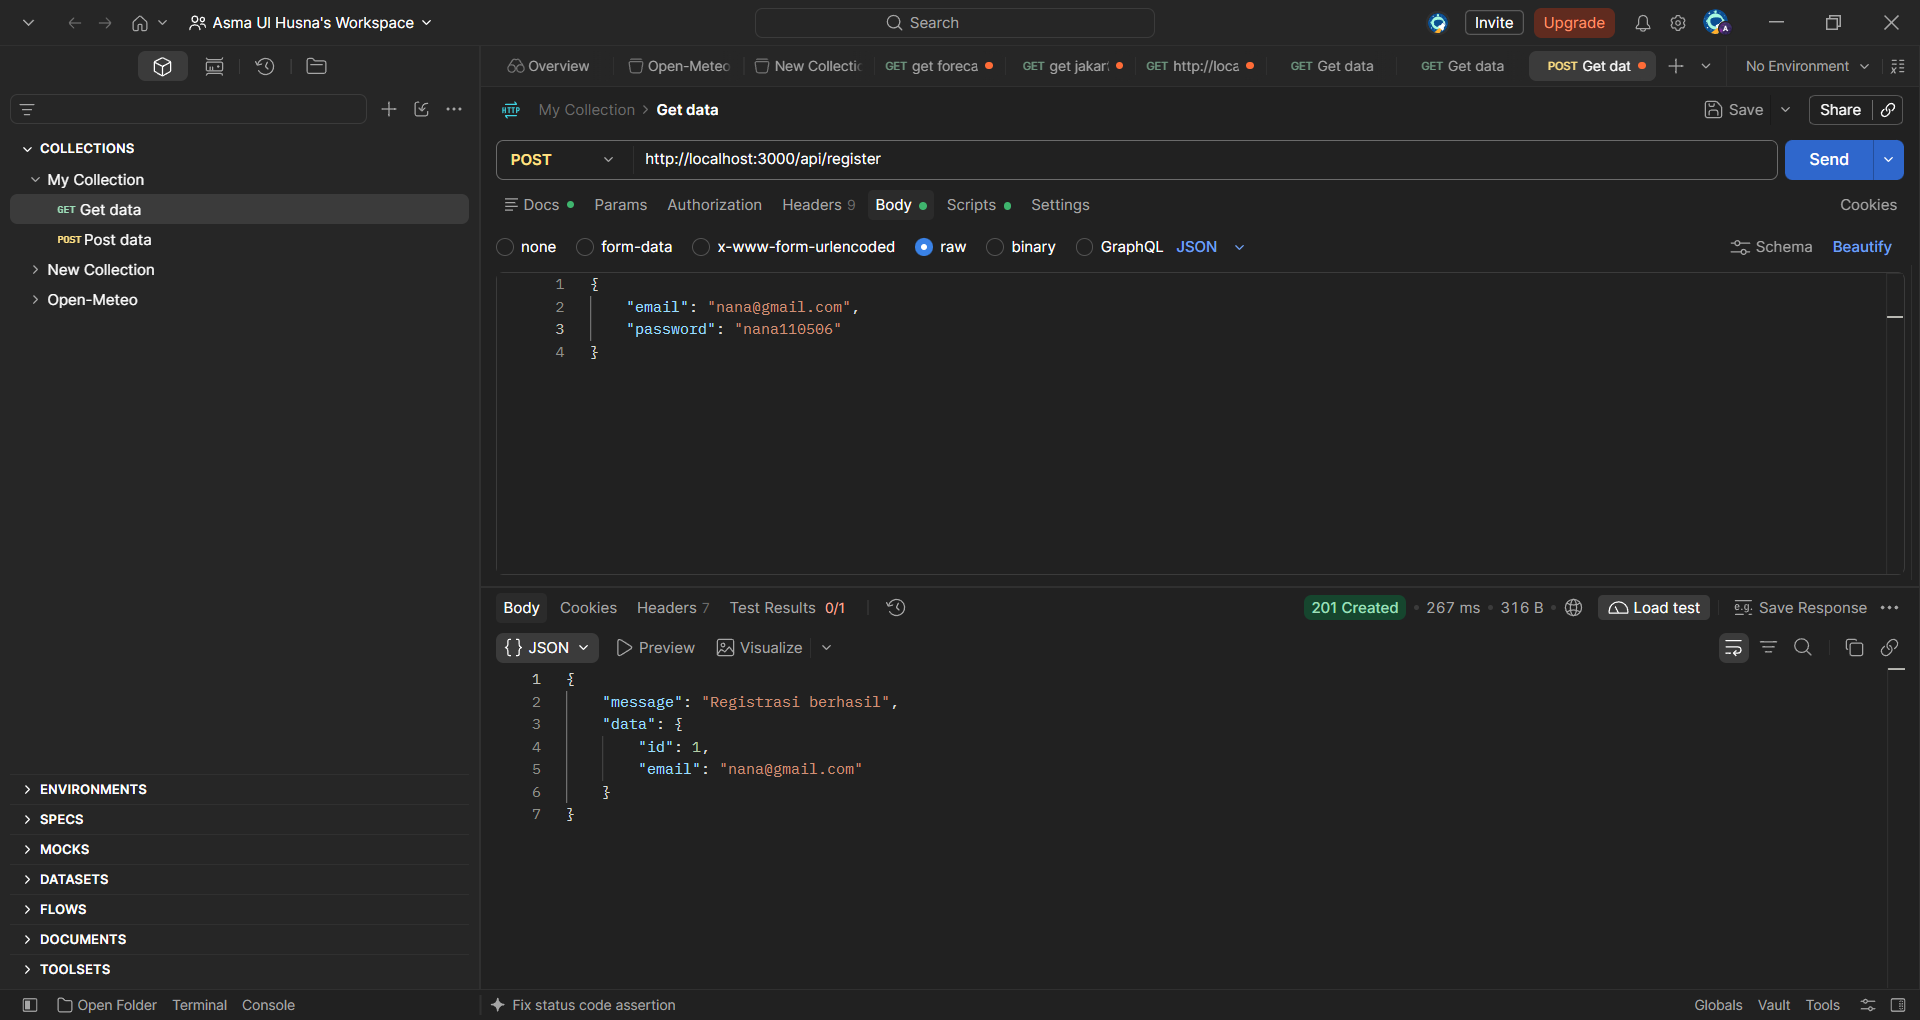 Asma Ul Husna's Workspace
Search
Invite
Upgrade
A
Overview
Open-Meteo
New Collectic
GET get foreca
GET get jakar
GET http://loca
GET Get data
GET Get data
POST Get dat
No Environment
HTTP My Collection > Get data
Save
Share
COLLECTIONS
My Collection
GET Get data
POST Post data
New Collection
Open-Meteo
ENVIRONMENTS
SPECS
MOCKS
DATASETS
FLOWS
DOCUMENTS
TOOLSETS
POST
http://localhost:3000/api/register
Send
Docs
Params
Authorization
Headers 9
Body
Scripts
Settings
Cookies
none
form-data
x-www-form-urlencoded
raw
binary
GraphQL
JSON
Schema
Beautify
1 {
2 "email": "nana@gmail.com",
3 "password": "nana110506"
4 }
Body
Cookies
Headers 7
Test Results 0/1
201 Created
267 ms
316 B
Load test
e.g. Save Response
{} JSON
Preview
Visualize
1 {
2 "message": "Registrasi berhasil",
3 "data": {
4 "id": 1,
5 "email": "nana@gmail.com"
6 }
7 }
Open Folder
Terminal
Console
Fix status code assertion
Globals
Vault
Tools